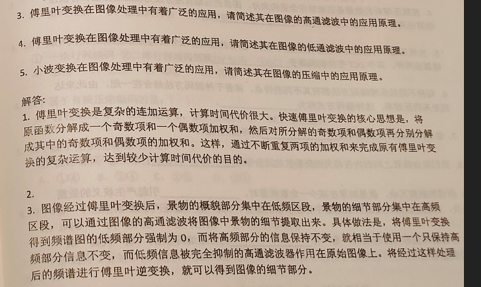 3. 傅里叶变换在图像处理中有着广泛的应用，请简述其在图像的高通滤波中的应用原理。
4. 傅里叶变换在图像处理中有着广泛的应用，请简述其在图像的低通滤波中的应用原理。
5. 小波变换在图像处理中有着广泛的应用，请简述其在图像的压缩中的应用原理。
解答:
1. 傅里叶变换是复杂的连加运算，计算时间代价很大。快速傅里叶变换的核心思想是，将
原函数分解成一个奇数项和一个偶数项加权和，然后对所分解的奇数项和偶数项再分别分解
成其中的奇数项和偶数项的加权和。这样，通过不断重复两项的加权和来完成原有傅里叶变
换的复杂运算，达到较少计算时间代价的目的。
2.
3. 图像经过傅里叶变换后，景物的概貌部分集中在低频区段，景物的细节部分集中在高频
区段，可以通过图像的高通滤波将图像中景物的细节提取出来。具体做法是，将傅里叶变换
得到频谱图的低频部分强制为 0，而将高频部分的信息保持不变，就相当于使用一个只保持高
频部分信息不变，而低频信息被完全抑制的高通滤波器作用在原始图像上。将经过这样处理
后的频谱进行傅里叶逆变换，就可以得到图像的细节部分。